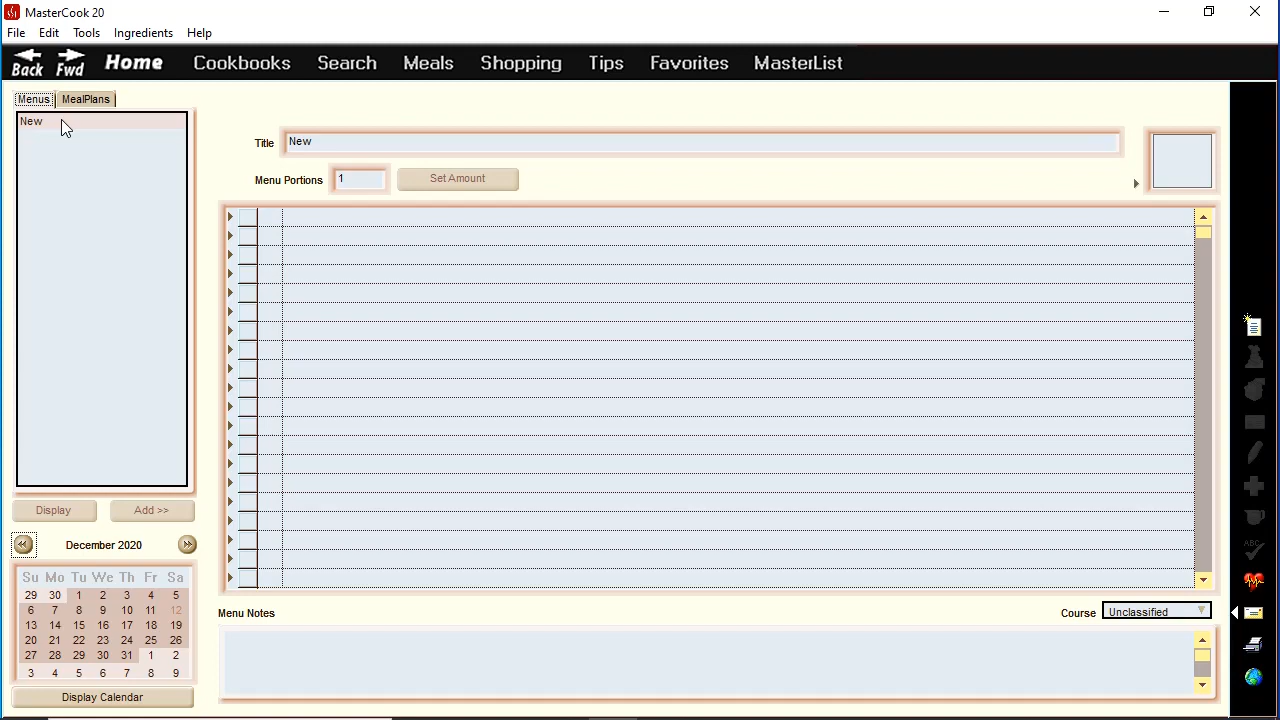 MasterCook 20
File Edit Tools Ingredients Help
Back Fwd Home Cookbooks Search Meals Shopping Tips Favorites MasterList
Menus MealPlans
New
Title New
Menu Portions 1 Set Amount
Display Add >>
December 2020
Su Mo Tu We Th Fr Sa
29 30 1 2 3 4 5
6 7 8 9 10 11 12
13 14 15 16 17 18 19
20 21 22 23 24 25 26
27 28 29 30 31 1 2
3 4 5 6 7 8 9
Display Calendar
Menu Notes
Course Unclassified
ABC